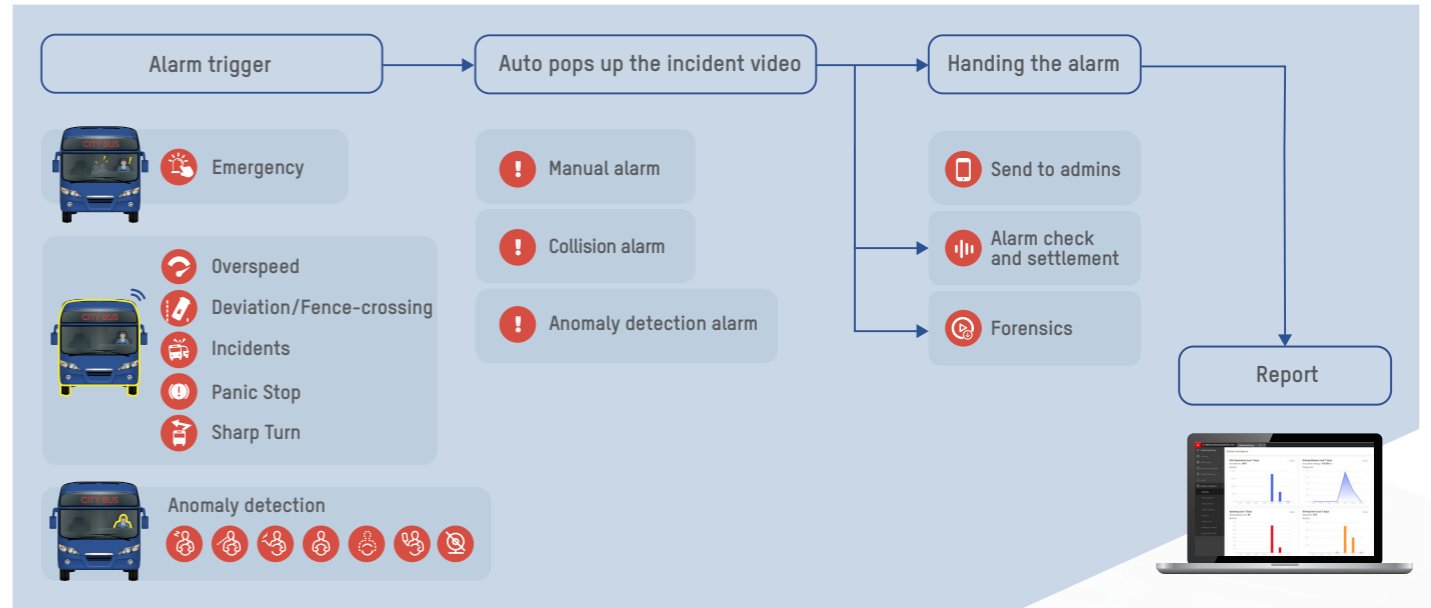 Alarm trigger
Auto pops up the incident video
Handing the alarm
CITY BUS
Emergency
Manual alarm
Send to admins
Collision alarm
Alarm check
and settlement
Overspeed
CITY BUS
Deviation/Fence-crossing
Incidents
Panic Stop
Sharp Turn
Anomaly detection alarm
Forensics
Report
CITY BUS
Anomaly detection